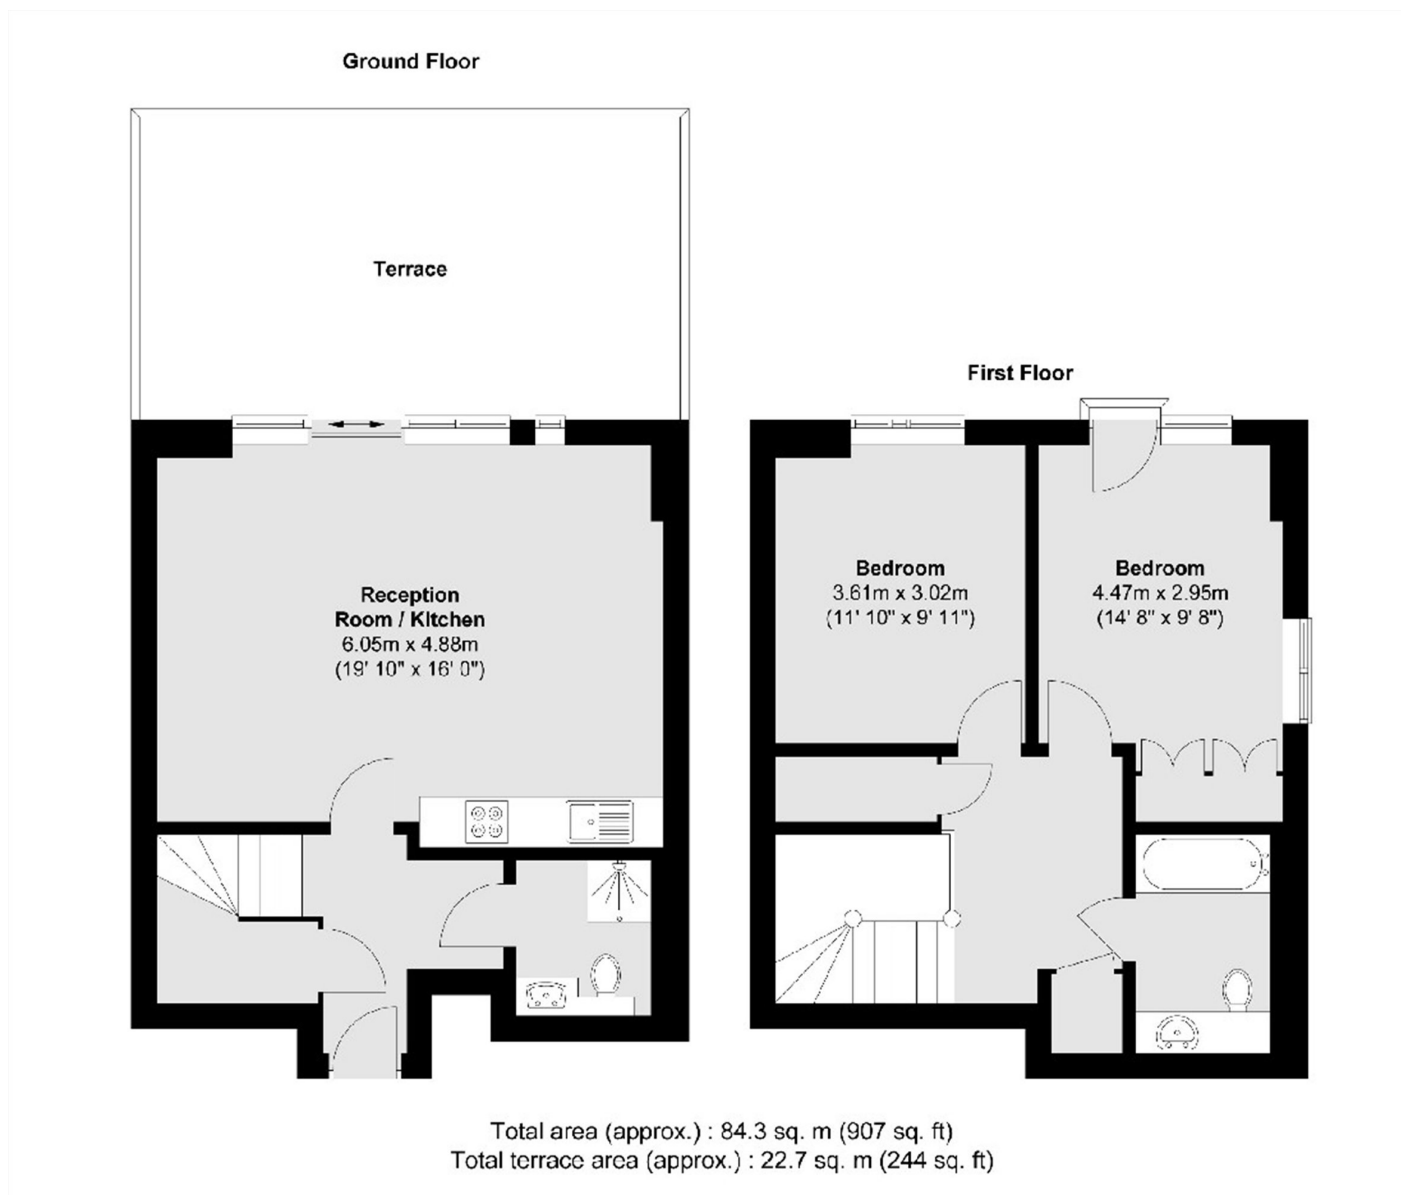 Ground Floor
Terrace
Reception
Room / Kitchen
6.05m x 4.88m
(19' 10" x 16' 0")
First Floor
Bedroom
3.61m x 3.02m
(11' 10" x 9' 11")
Bedroom
4.47m x 2.95m
(14' 8" x 9' 8")
Total area (approx.) : 84.3 sq. m (907 sq. ft)
Total terrace area (approx.) : 22.7 sq. m (244 sq. ft)